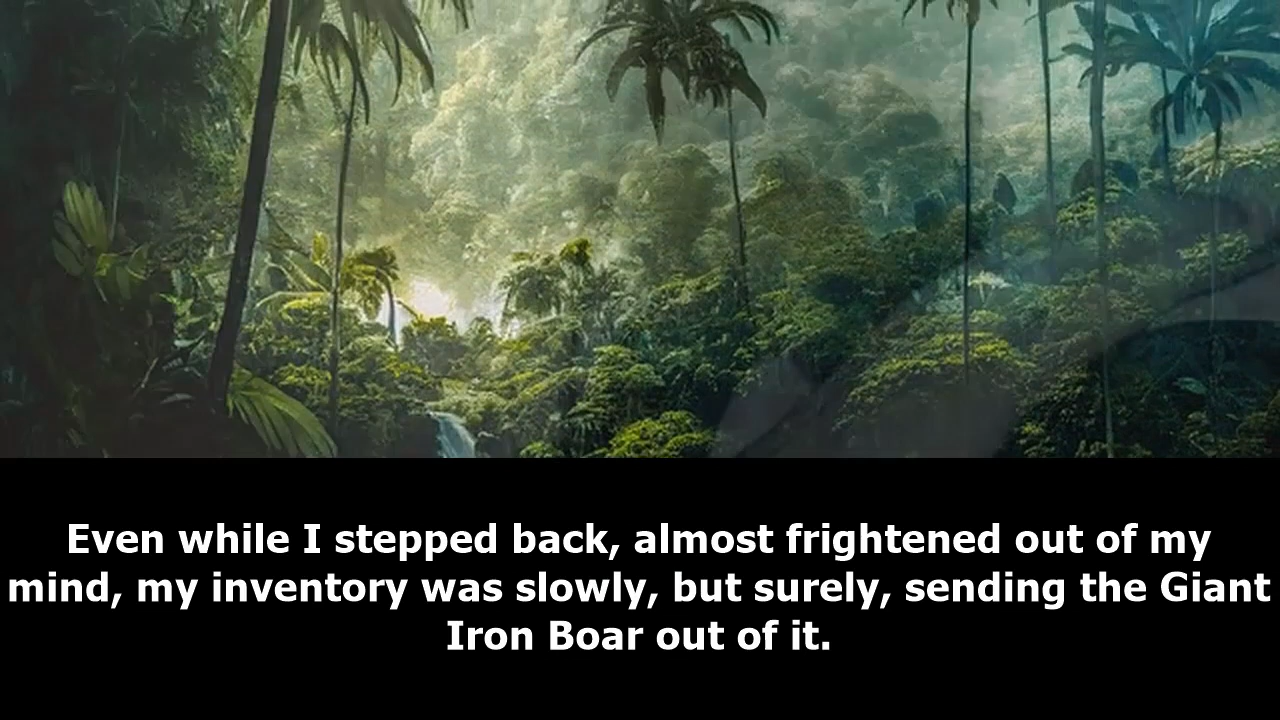 Even while I stepped back, almost frightened out of my
mind, my inventory was slowly, but surely, sending the Giant
Iron Boar out of it.